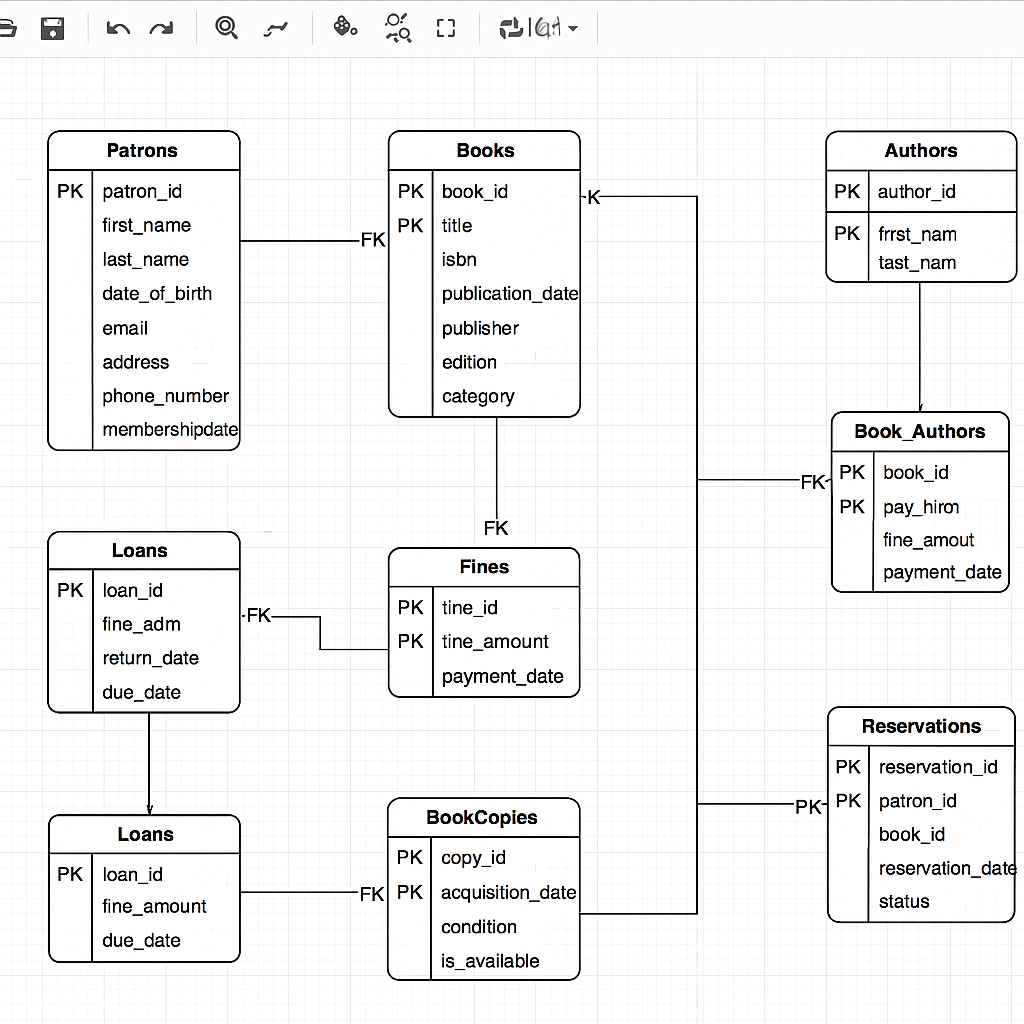 Patrons
PK patron_id
first_name
last_name
date_of_birth
email
address
phone_number
membershipdate
FK
Books
PK book_id
PK title
isbn
publication_date
publisher
edition
category
K
Authors
PK author_id
PK frrst_nam
tast_nam
FK
Book_Authors
PK book_id
PK pay_hiron
fine_amout
payment_date
FK
Loans
PK loan_id
fine_adm
return_date
due_date
FK
Fines
PK tine_id
PK tine_amount
payment_date
Reservations
PK reservation_id
PK PK patron_id
book_id
reservation_date
status
Loans
PK loan_id
fine_amount
due_date
FK
BookCopies
PK copy_id
PK acquisition_date
condition
is_available